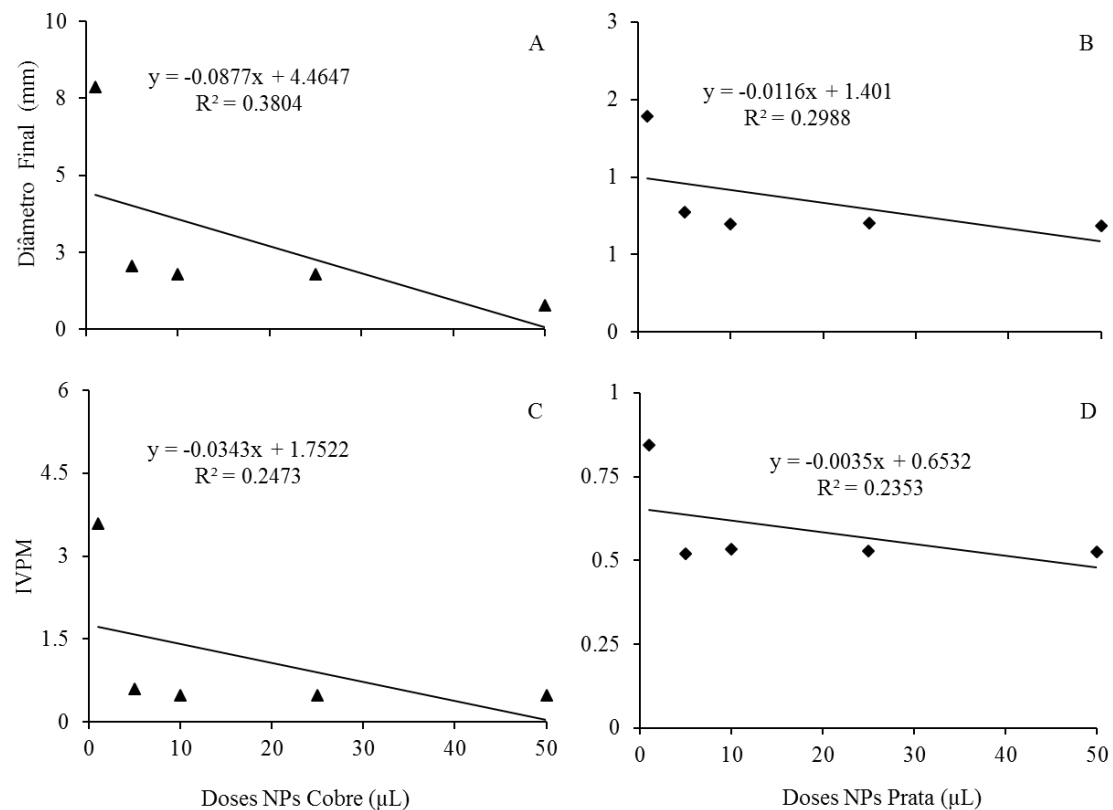 10
8
5
3
0
Diâmetro Final (mm)
A
y = -0.0877x + 4.4647
R² = 0.3804
2
2
1
1
0
B
y = -0.0116x + 1.401
R² = 0.2988
6
4.5
3
1.5
0
IVPM
C
y = -0.0343x + 1.7522
R² = 0.2473
0 10 20 30 40 50
Doses NPs Cobre (µL)
1
0.75
0.5
0.25
0
D
y = -0.0035x + 0.6532
R² = 0.2353
0 10 20 30 40 50
Doses NPs Prata (µL)